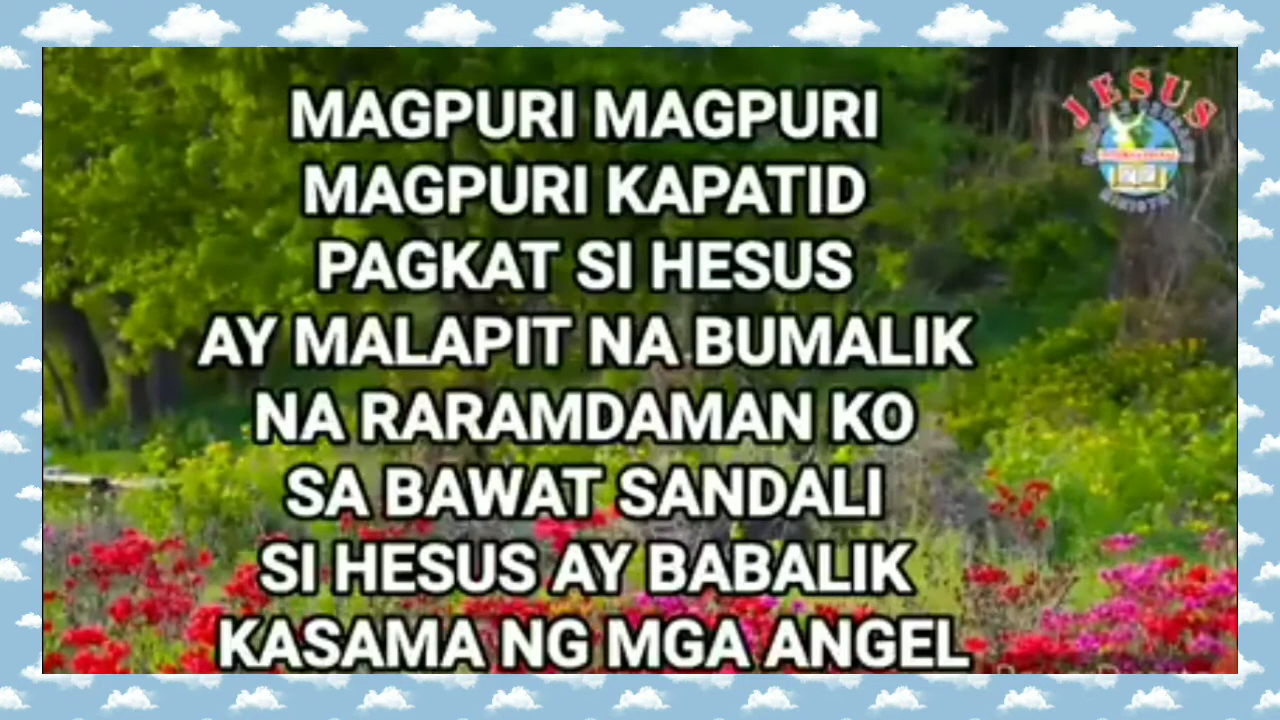 MAGPURI MAGPURI
MAGPURI KAPATID
PAGKAT SI HESUS
AY MALAPIT NA BUMALIK
NA RARAMDAMAN KO
SA BAWAT SANDALI
SI HESUS AY BABALIK
KASAMA NG MGA ANGEL
JESUS